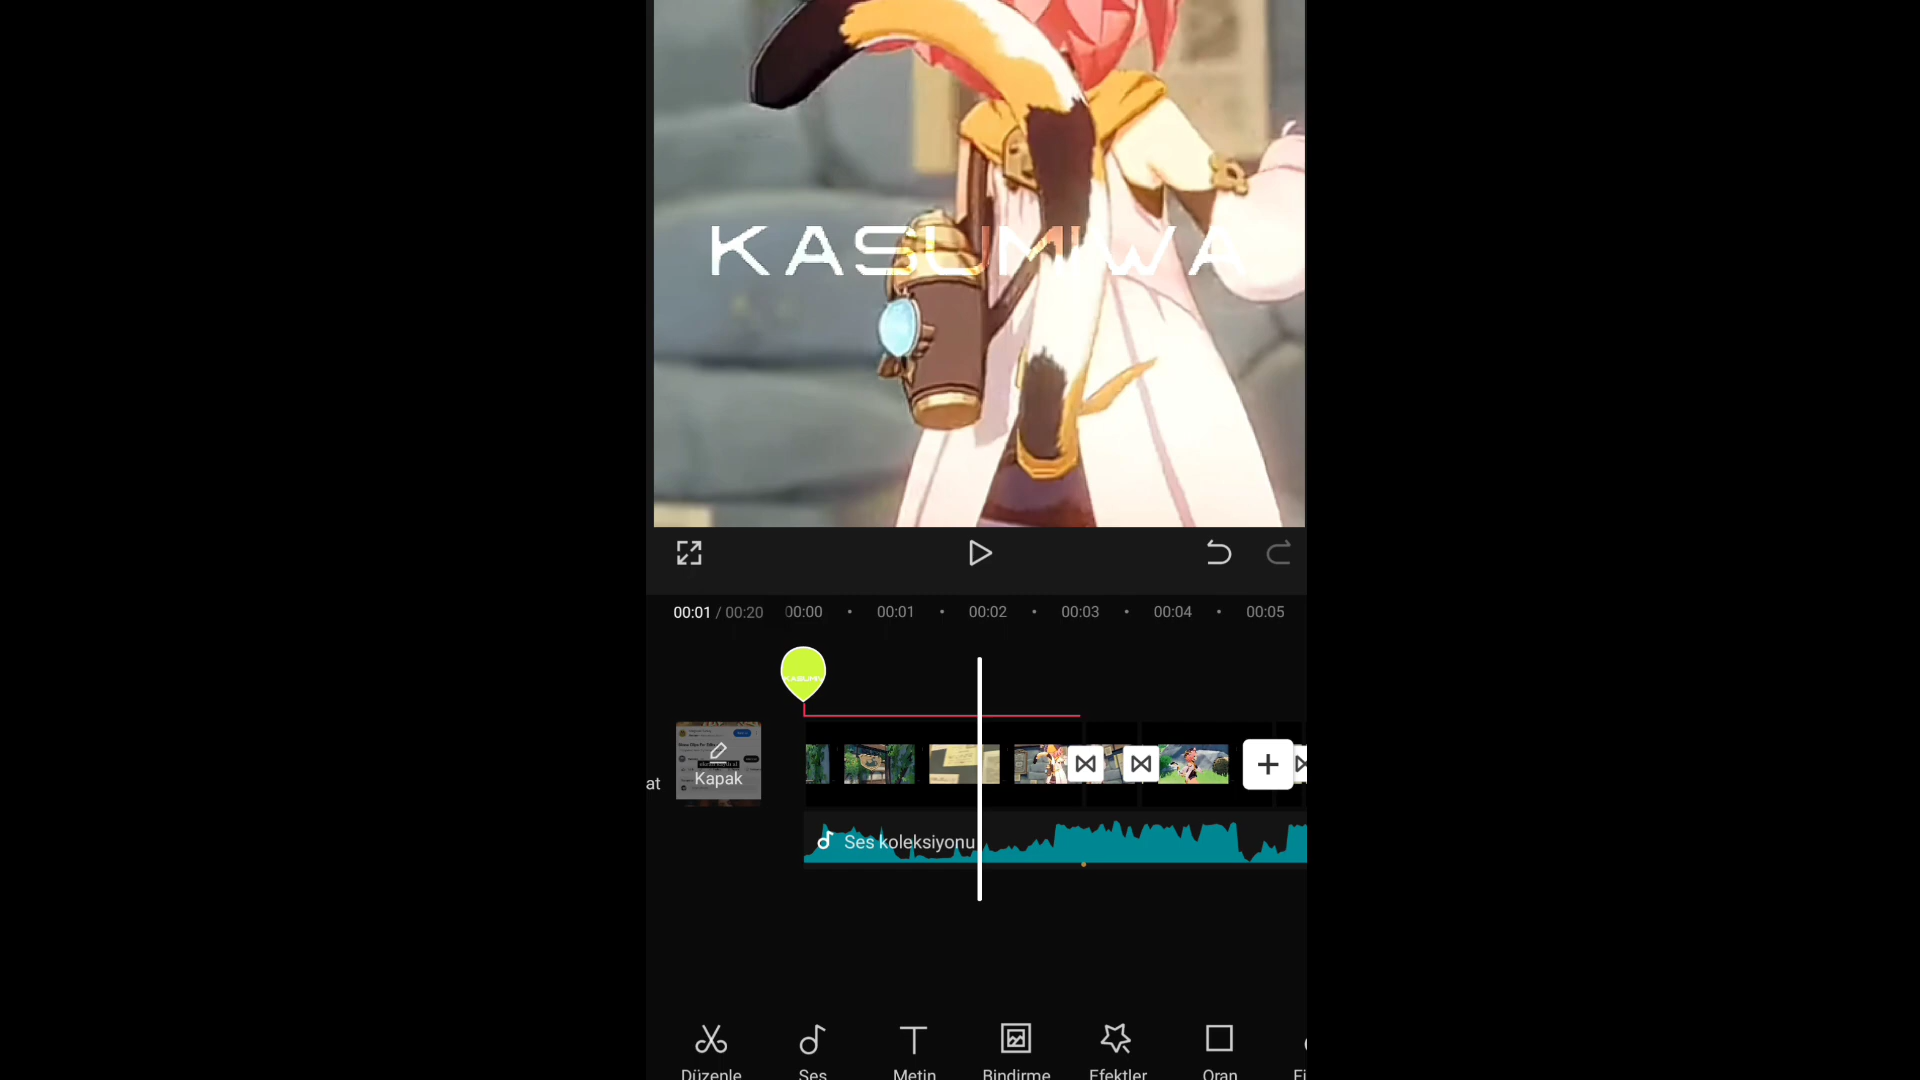 KASUMIWA
00:01 / 00:20 00:00 00:01 00:02 00:03 00:04 00:05
Kapak
at
Ses koleksiyonu
Düzenle Ses Metin Bindirme Efektler Oran